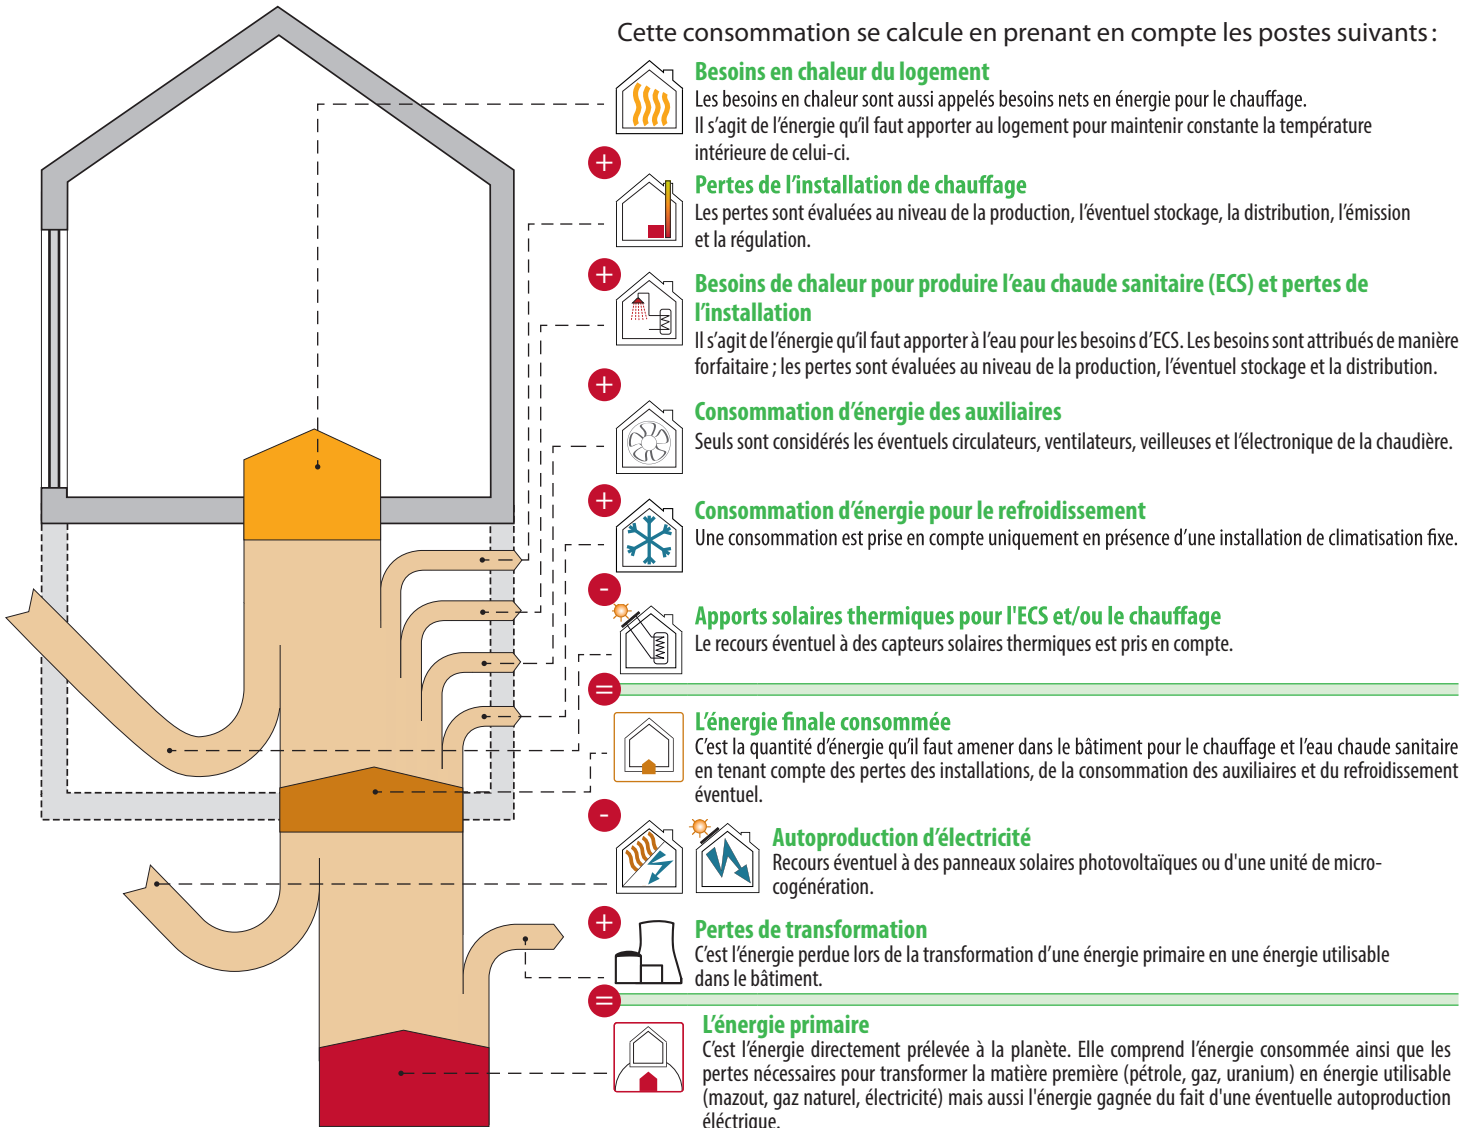 Cette consommation se calcule en prenant en compte les postes suivants :
Besoins en chaleur du logement
Les besoins en chaleur sont aussi appelés besoins nets en énergie pour le chauffage.
Il s’agit de l’énergie qu’il faut apporter au logement pour maintenir constante la température
intérieure de celui-ci.
+
Pertes de l’installation de chauffage
Les pertes sont évaluées au niveau de la production, l’éventuel stockage, la distribution, l’émission
et la régulation.
+
Besoins de chaleur pour produire l’eau chaude sanitaire (ECS) et pertes de
l’installation
Il s’agit de l’énergie qu’il faut apporter à l’eau pour les besoins d’ECS. Les besoins sont attribués de manière
forfaitaire ; les pertes sont évaluées au niveau de la production, l’éventuel stockage et la distribution.
+
Consommation d’énergie des auxiliaires
Seuls sont considérés les éventuels circulateurs, ventilateurs, veilleuses et l’électronique de la chaudière.
+
Consommation d’énergie pour le refroidissement
Une consommation est prise en compte uniquement en présence d’une installation de climatisation fixe.
-
Apports solaires thermiques pour l'ECS et/ou le chauffage
Le recours éventuel à des capteurs solaires thermiques est pris en compte.
=
L’énergie finale consommée
C’est la quantité d’énergie qu’il faut amener dans le bâtiment pour le chauffage et l’eau chaude sanitaire
en tenant compte des pertes des installations, de la consommation des auxiliaires et du refroidissement
éventuel.
-
Autoproduction d’électricité
Recours éventuel à des panneaux solaires photovoltaïques ou d'une unité de micro-
cogénération.
+
Pertes de transformation
C’est l’énergie perdue lors de la transformation d’une énergie primaire en une énergie utilisable
dans le bâtiment.
=
L’énergie primaire
C’est l’énergie directement prélevée à la planète. Elle comprend l’énergie consommée ainsi que les
pertes nécessaires pour transformer la matière première (pétrole, gaz, uranium) en énergie utilisable
(mazout, gaz naturel, électricité) mais aussi l'énergie gagnée du fait d'une éventuelle autoproduction
éléctrique.